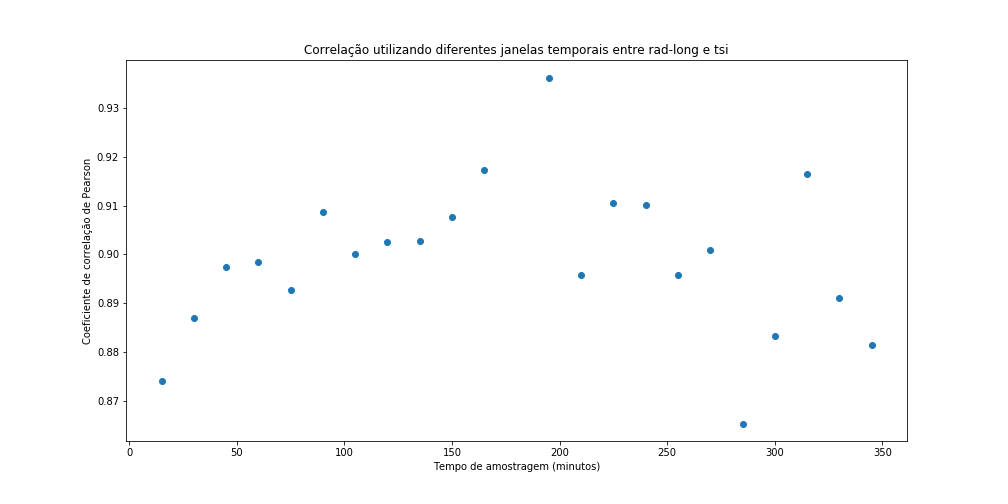 Correlação utilizando diferentes janelas temporais entre rad-long e tsi
Coeficiente de correlação de Pearson
0.93
0.92
0.91
0.90
0.89
0.88
0.87
0 50 100 150 200 250 300 350
Tempo de amostragem (minutos)